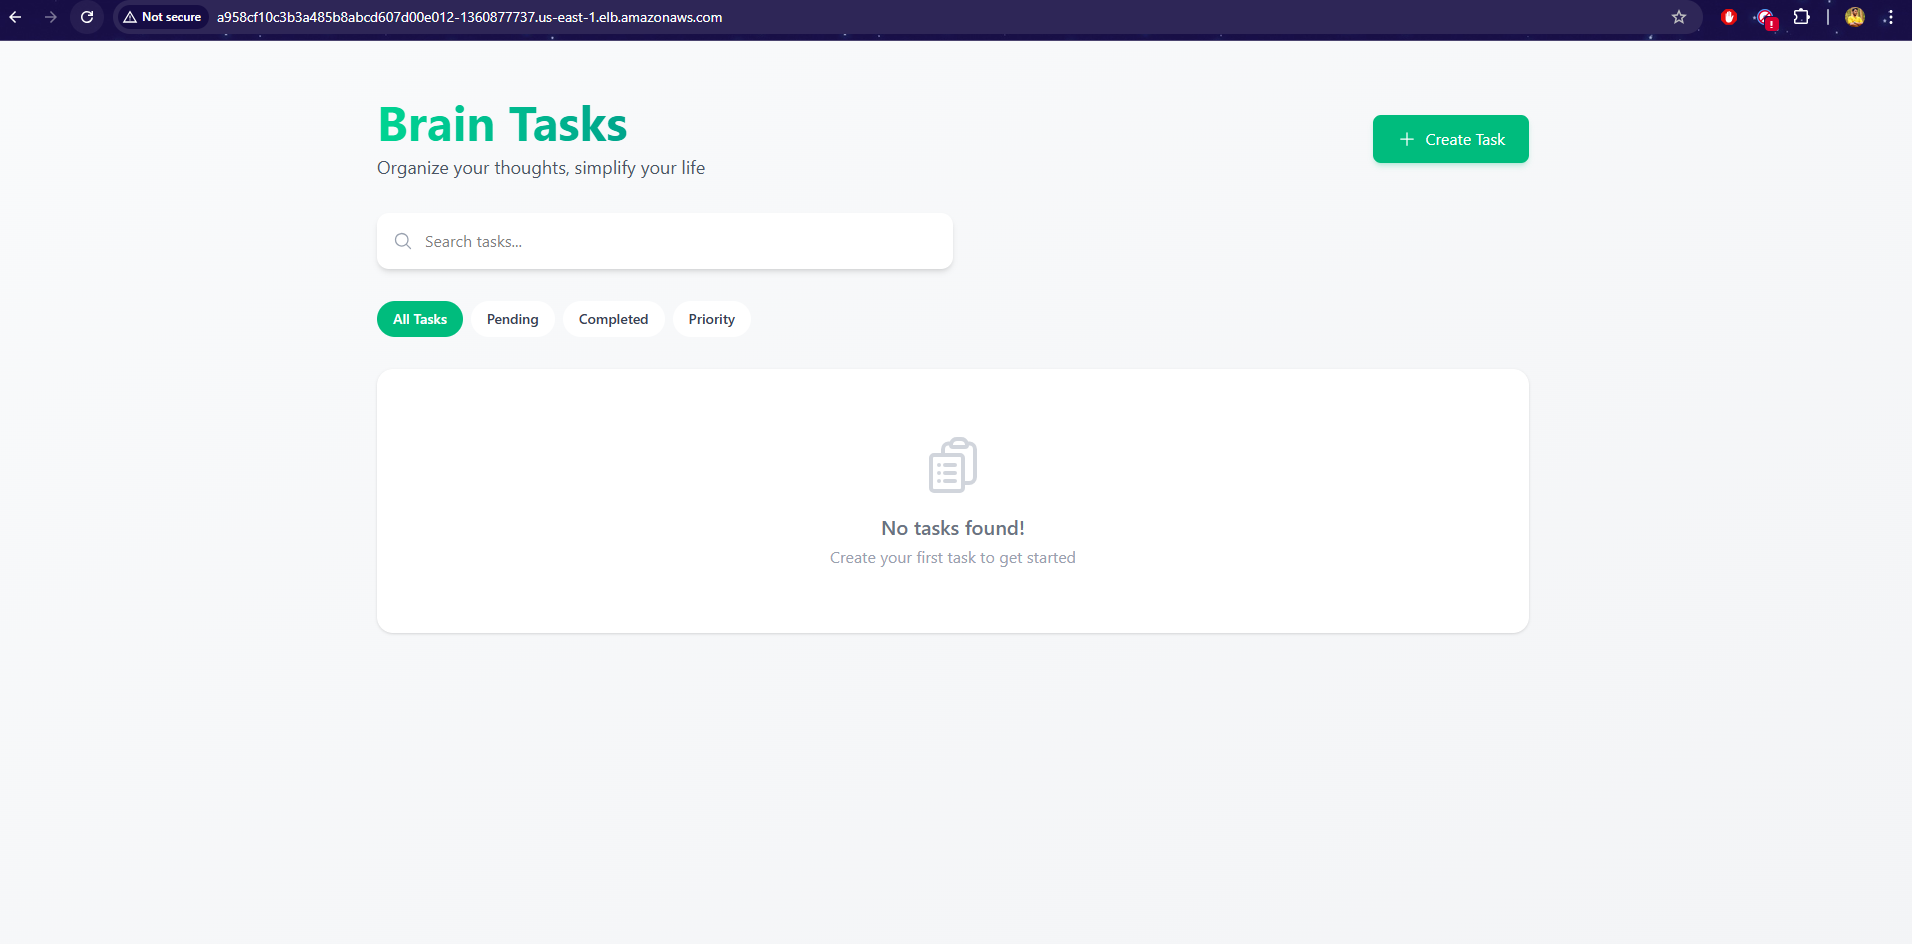 Not secure a958cf10c3b3a485b8abcd607d00e012-1360877737.us-east-1.elb.amazonaws.com
Brain Tasks
Organize your thoughts, simplify your life
Create Task
Search tasks...
All Tasks Pending Completed Priority
No tasks found!
Create your first task to get started